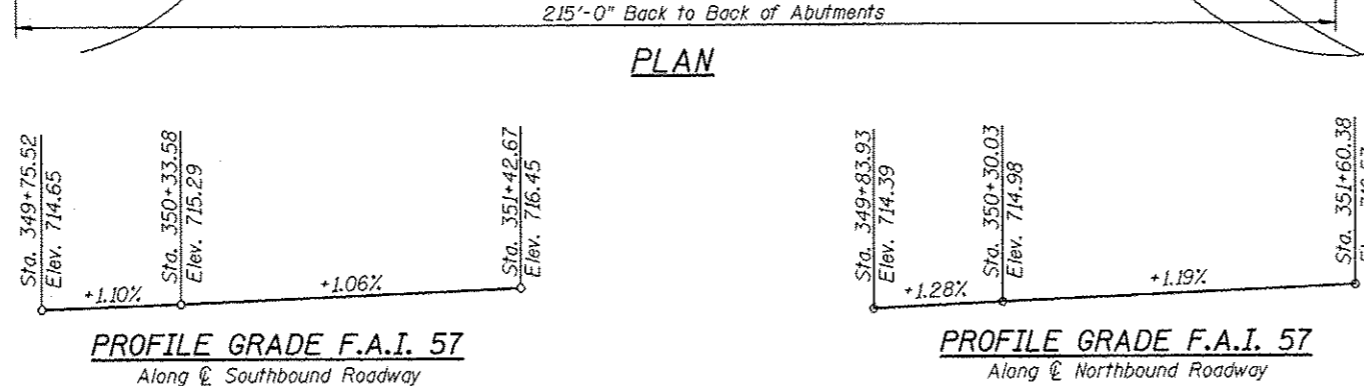 215'-0" Back to Back of Abutments
PLAN
Sta. 349+75.52
Elev. 714.65
Sta. 350+33.58
Elev. 715.29
Sta. 351+42.67
Elev. 716.45
+1.10%
+1.06%
PROFILE GRADE F.A.I. 57
Along ℄ Southbound Roadway
Sta. 349+83.93
Elev. 714.39
Sta. 350+30.03
Elev. 714.98
Sta. 351+60.38
+1.28%
+1.19%
PROFILE GRADE F.A.I. 57
Along ℄ Northbound Roadway